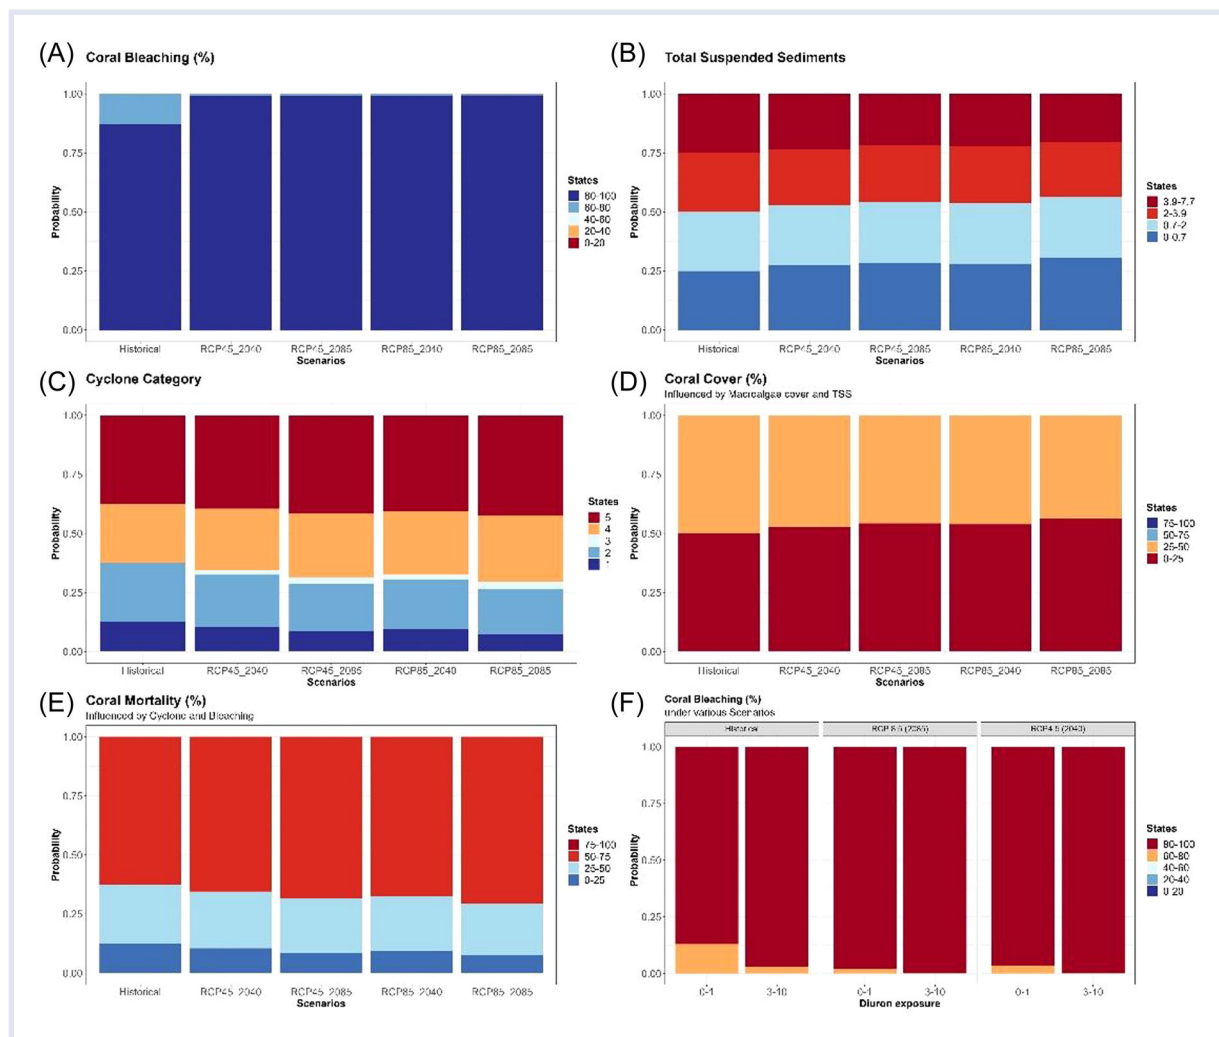 (A) Coral Bleaching (%)
1.00
0.75
0.50
0.25
0.00
Probability
Historical RCP45_2040 RCP45_2085 RCP85_2040 RCP85_2085
Scenarios
States
80-100
60-80
40-60
20-40
0-20
(B) Total Suspended Sediments
1.00
0.75
0.50
0.25
0.00
Probability
Historical RCP45_2040 RCP45_2085 RCP85_2040 RCP85_2085
Scenarios
States
3.9-7.7
2-3.9
0.7-2
0-0.7
(C) Cyclone Category
1.00
0.75
0.50
0.25
0.00
Probability
Historical RCP45_2040 RCP45_2085 RCP85_2040 RCP85_2085
Scenarios
States
5
4
3
2
1
(D) Coral Cover (%)
Influenced by Macroalgae cover and TSS
1.00
0.75
0.50
0.25
0.00
Probability
Historical RCP45_2040 RCP45_2085 RCP85_2040 RCP85_2085
Scenarios
States
75-100
50-75
25-50
0-25
(E) Coral Mortality (%)
Influenced by Cyclone and Bleaching
1.00
0.75
0.50
0.25
0.00
Probability
Historical RCP45_2040 RCP45_2085 RCP85_2040 RCP85_2085
Scenarios
States
75-100
50-75
25-50
0-25
(F) Coral Bleaching (%)
under various Scenarios
Historical RCP 8.5 (2085) RCP4.5 (2040)
1.00
0.75
0.50
0.25
0.00
Probability
0-1 3-10 0-1 3-10 0-1 3-10
Diuron exposure
States
80-100
60-80
40-60
20-40
0-20